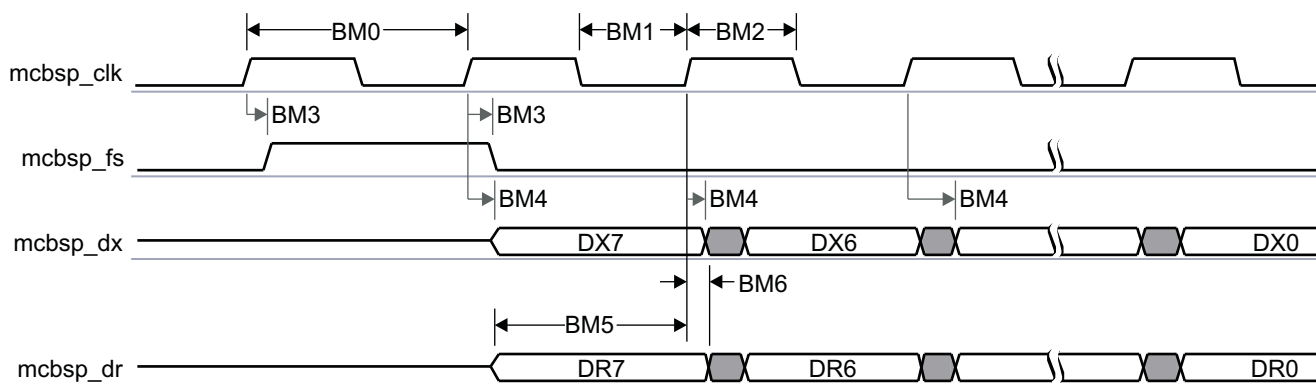 BM0 BM1 BM2
mcbsp_clk
BM3 BM3
mcbsp_fs
BM4 BM4 BM4
mcbsp_dx DX7 DX6 DX0
BM6
BM5
mcbsp_dr DR7 DR6 DR0